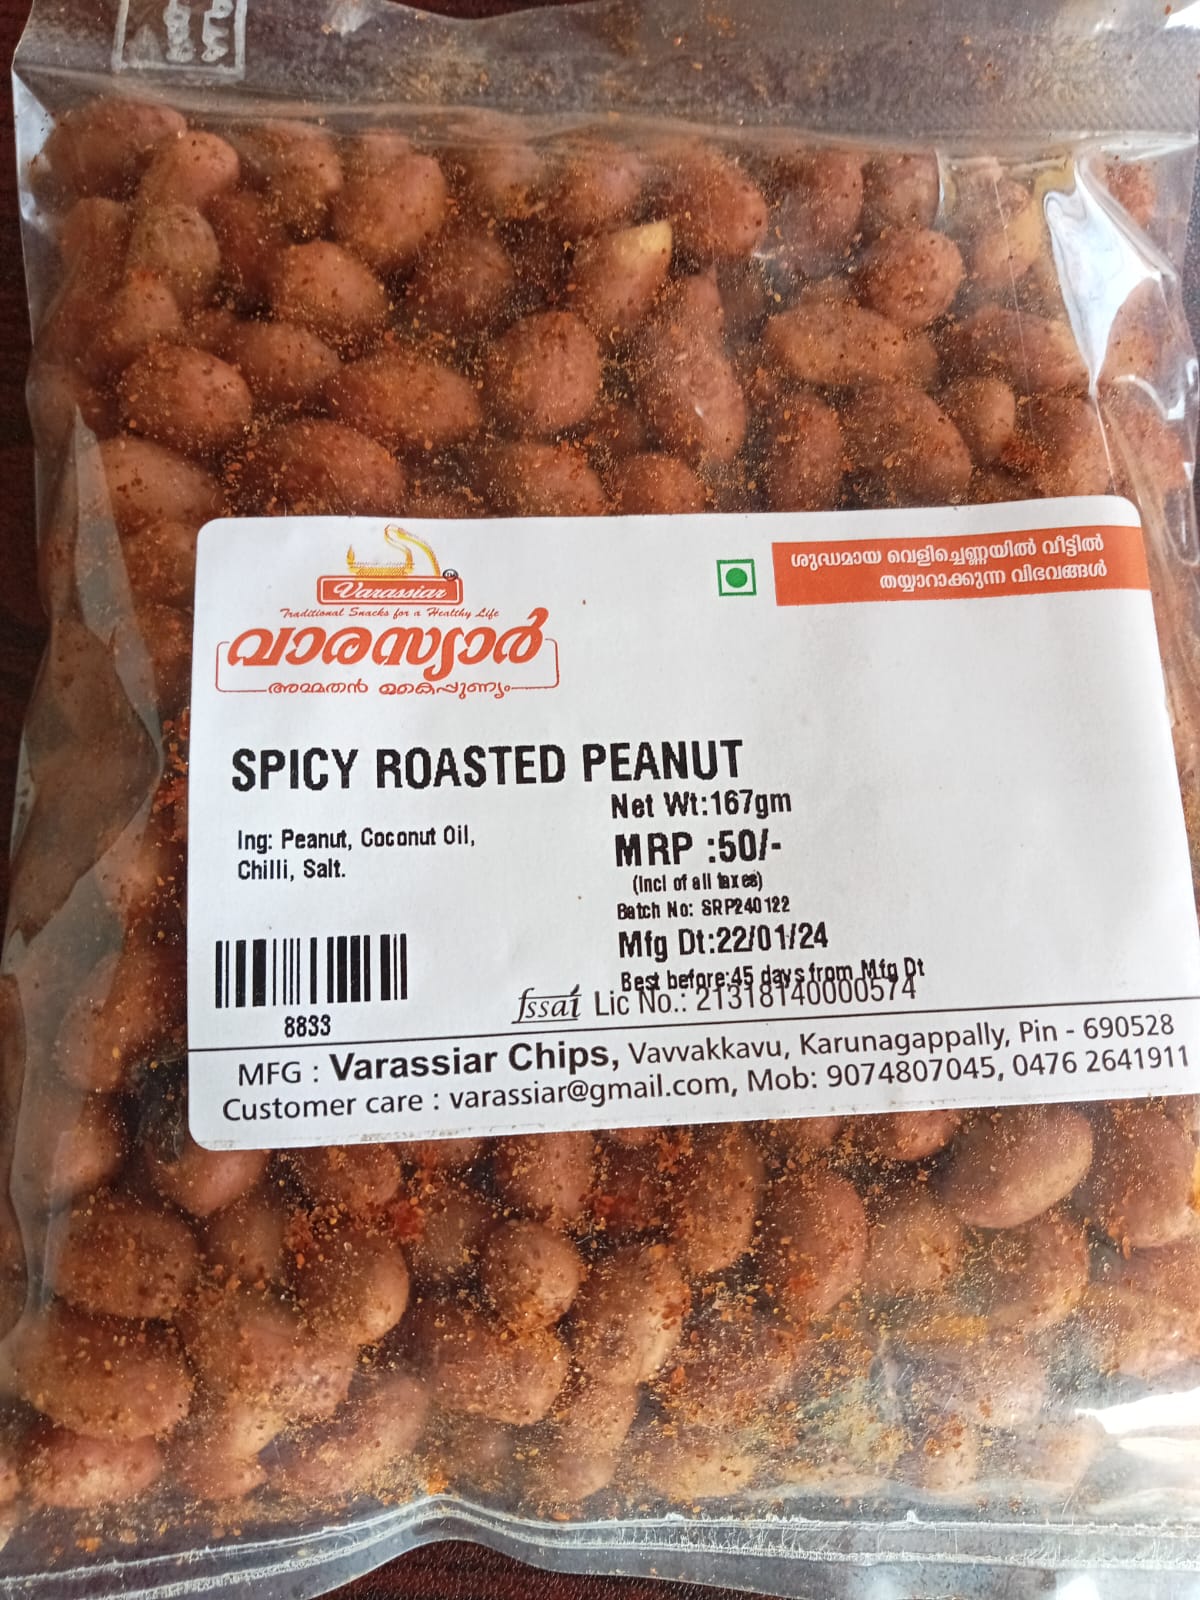 Varassiar
Traditional Snacks for a Healthy Life
വാരസ്യാർ
അമ്മതൻ കൈപ്പുണ്യം
ശുദ്ധമായ വെളിച്ചെണ്ണയിൽ വീട്ടിൽ
തയ്യാറാക്കുന്ന വിഭവങ്ങൾ
SPICY ROASTED PEANUT
Net Wt:167gm
Ing: Peanut, Coconut Oil,
Chilli, Salt.
MRP :50/-
(Incl of all taxes)
Batch No: SRP240122
Mfg Dt:22/01/24
Best before:45 days from Mfg Dt
fssai Lic No.: 21318140000574
8833
MFG : Varassiar Chips, Vavvakkavu, Karunagappally, Pin - 690528
Customer care : varassiar@gmail.com, Mob: 9074807045, 0476 2641911